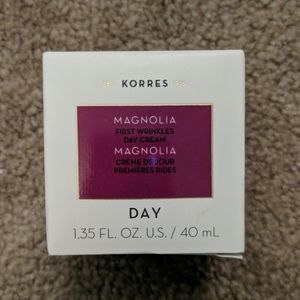 KORRES
MAGNOLIA
FIRST WRINKLES
DAY CREAM
MAGNOLIA
CRÈME DE JOUR
PREMIÈRES RIDES
DAY
1.35 FL. OZ. U.S. / 40 mL